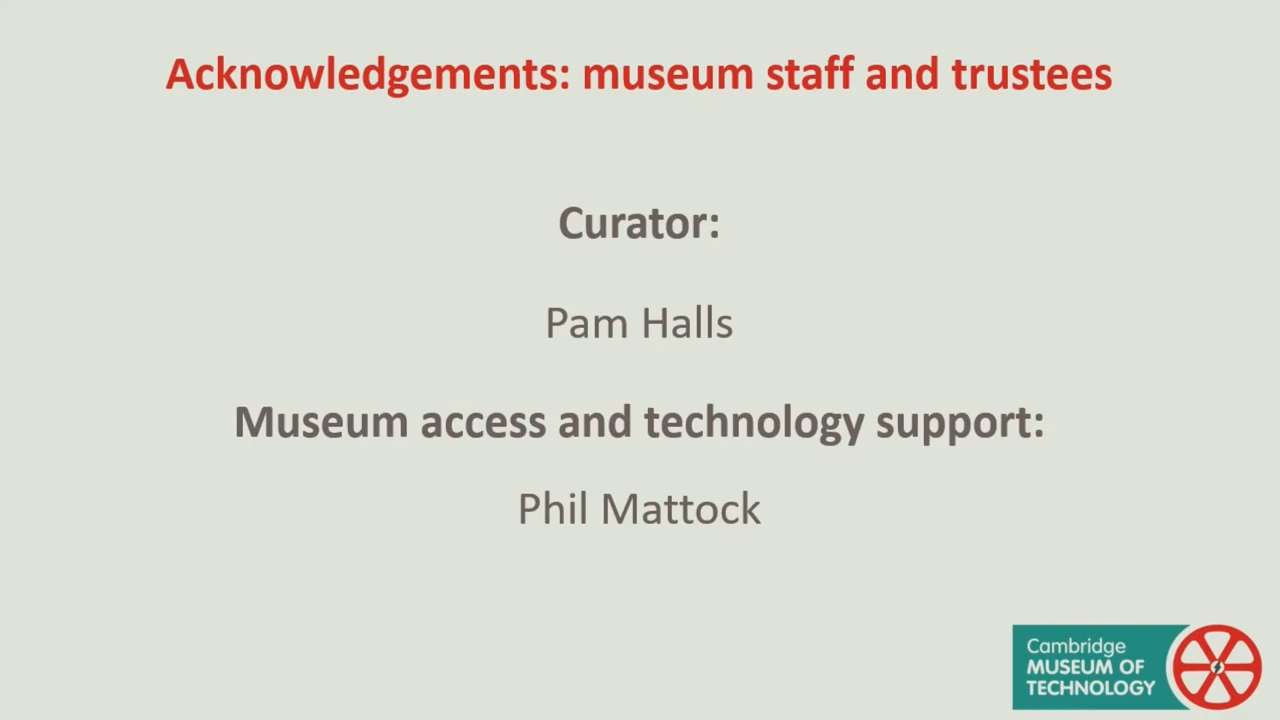 Acknowledgements: museum staff and trustees
Curator:
Pam Halls
Museum access and technology support:
Phil Mattock
Cambridge
MUSEUM OF
TECHNOLOGY